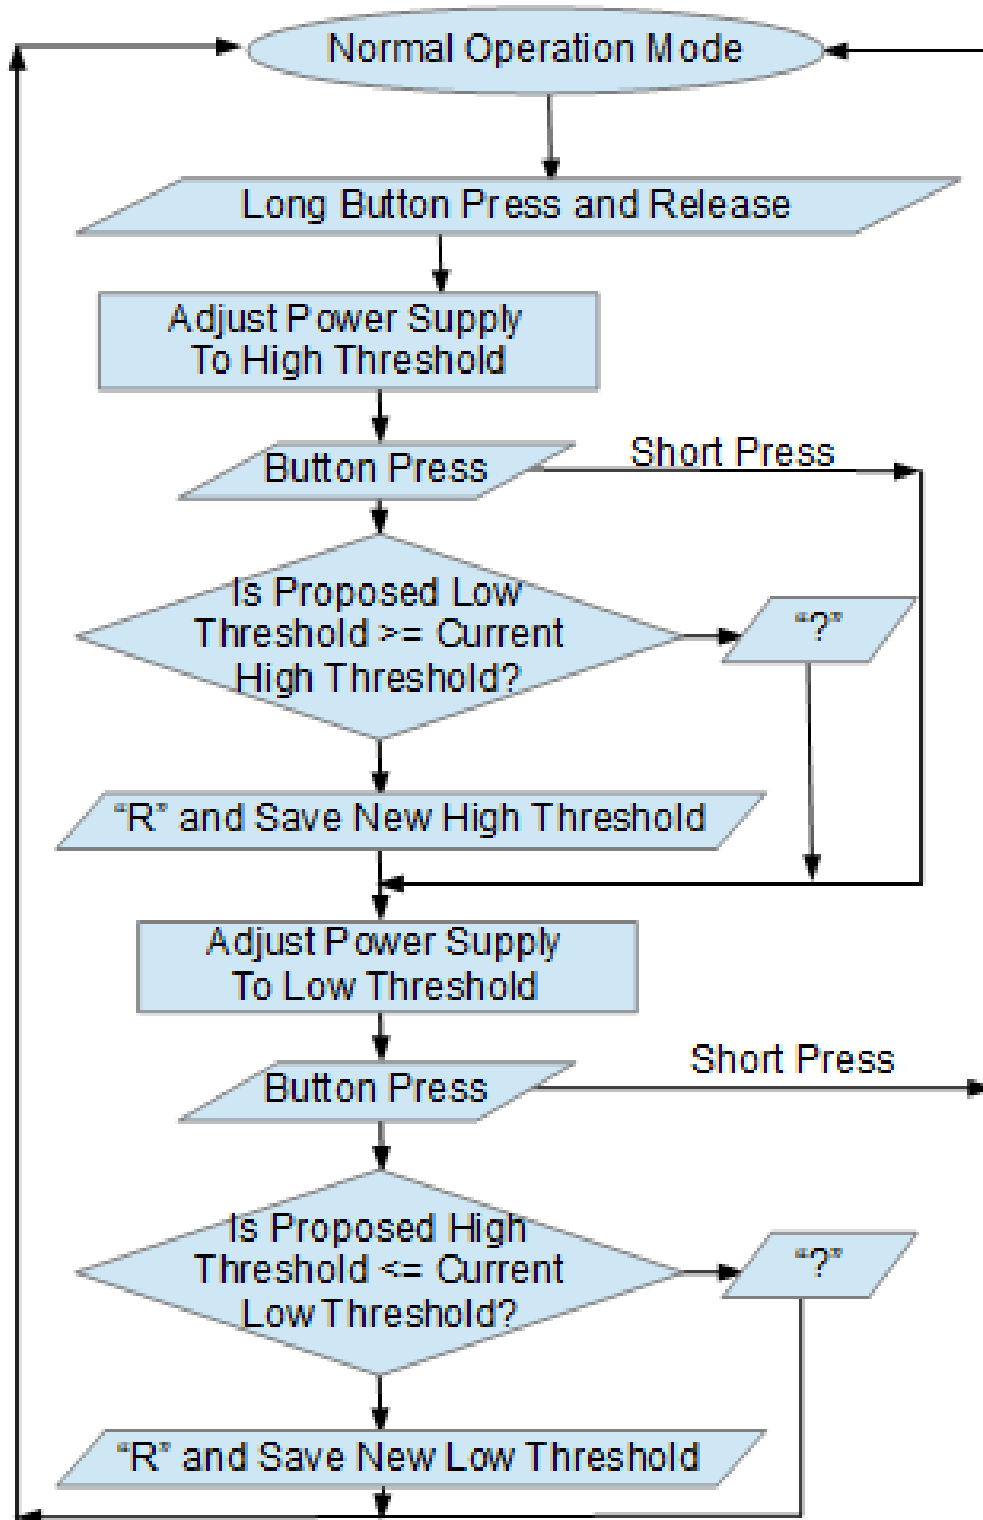 Normal Operation Mode
Long Button Press and Release
Adjust Power Supply
To High Threshold
Button Press
Short Press
Is Proposed Low
Threshold >= Current
High Threshold?
“?”
“R” and Save New High Threshold
Adjust Power Supply
To Low Threshold
Button Press
Short Press
Is Proposed High
Threshold <= Current
Low Threshold?
“?”
“R” and Save New Low Threshold